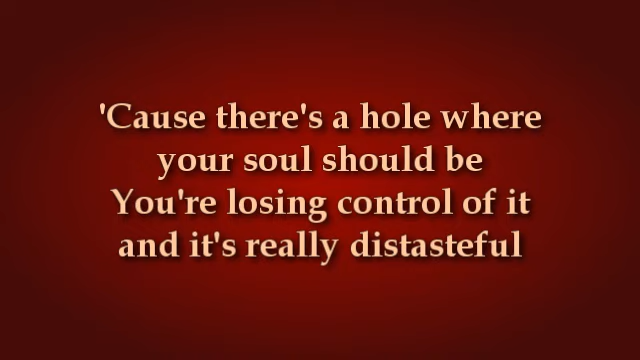 'Cause there's a hole where
your soul should be
You're losing control of it
and it's really distasteful